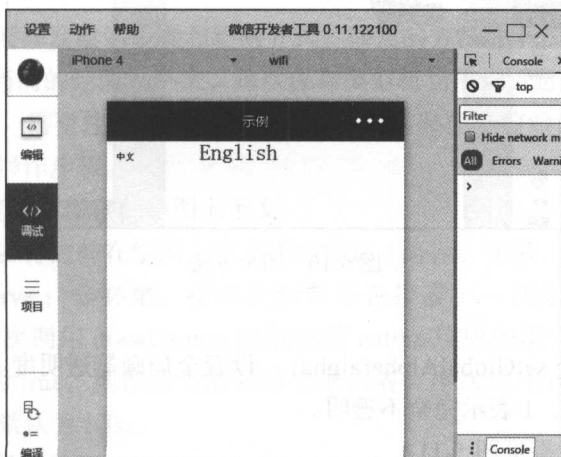 设置 动作 帮助 微信开发者工具 0.11.122100
iPhone 4 wifi Console
top
Filter
Hide network m
All Errors Warni
示例
中文 English
编辑
调试
项目
编译
Console